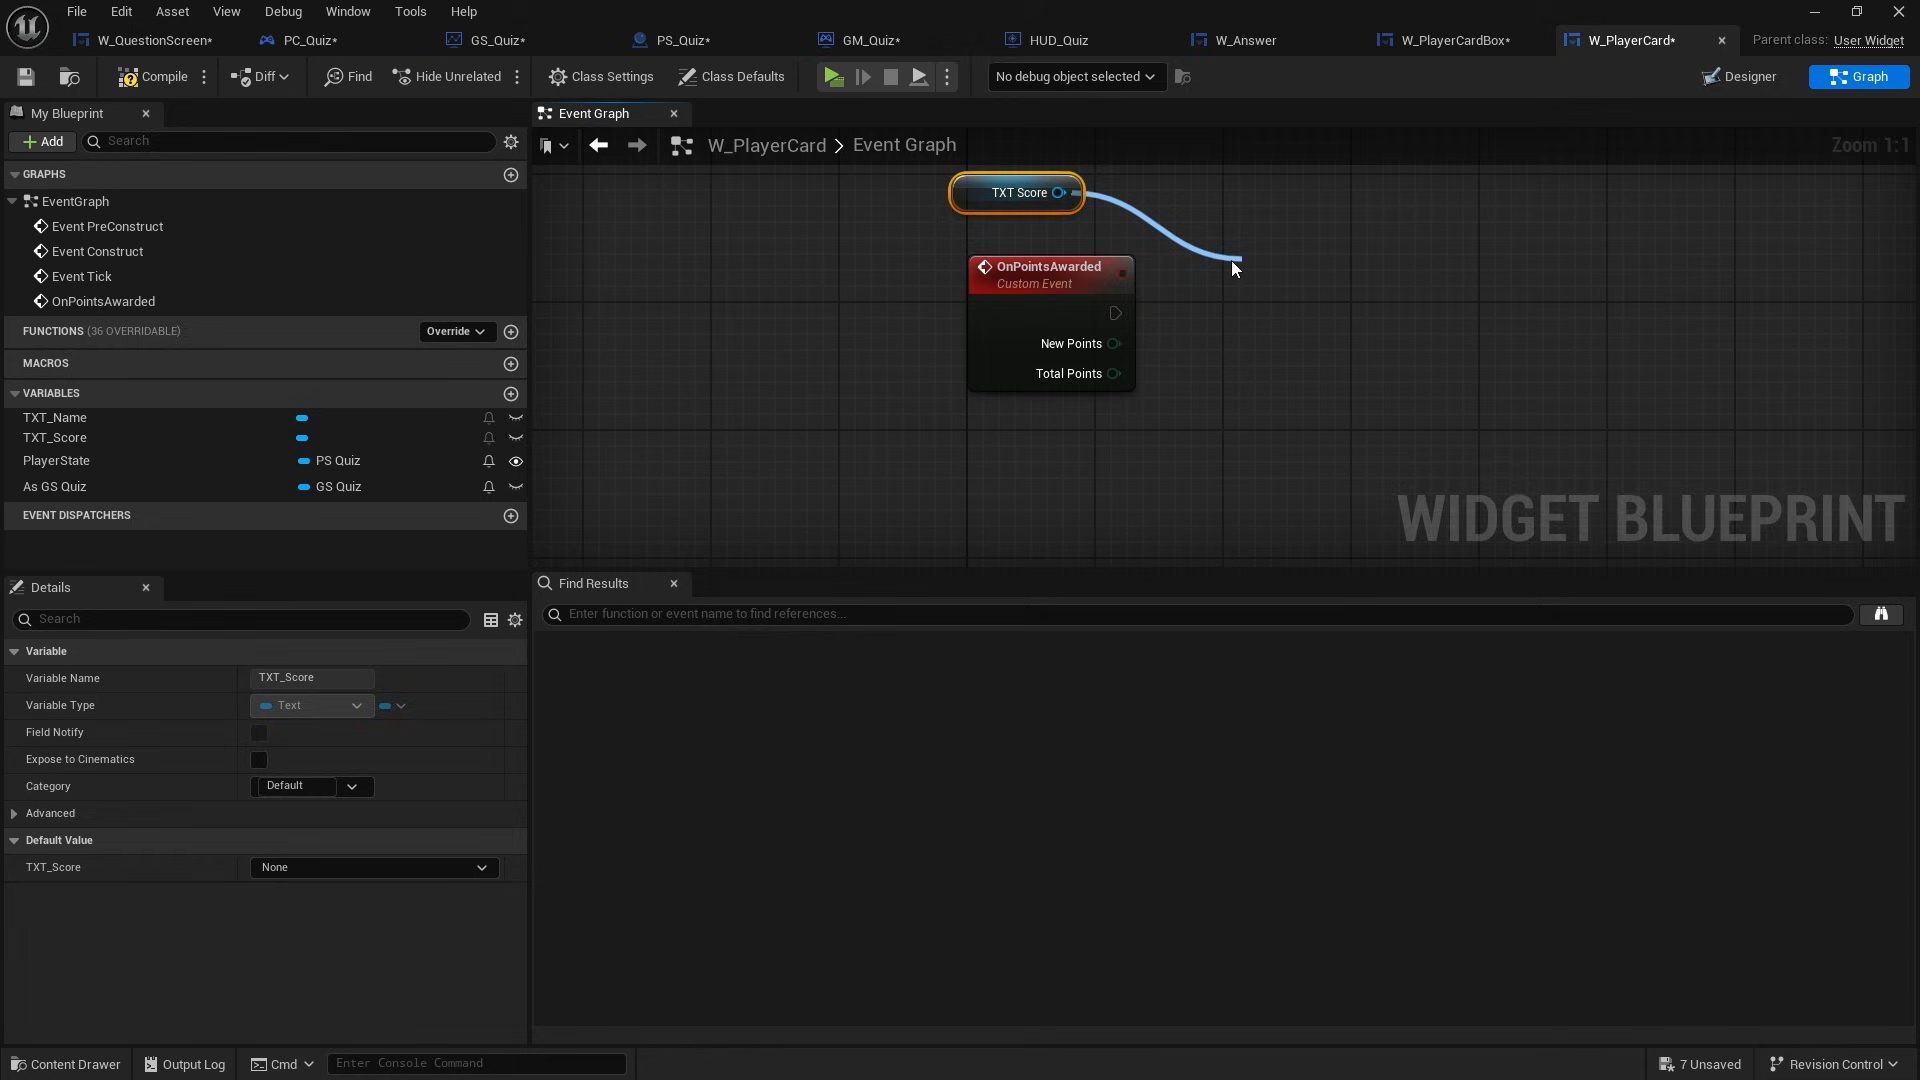 File Edit Asset View Debug Window Tools Help
W_QuestionScreen* PC_Quiz* GS_Quiz* PS_Quiz* GM_Quiz* HUD_Quiz W_Answer W_PlayerCardBox* W_PlayerCard* Parent class: User Widget
Compile Diff Find Hide Unrelated Class Settings Class Defaults No debug object selected Designer Graph
My Blueprint
Event Graph
Add Search
W_PlayerCard > Event Graph
Zoom 1:1
GRAPHS
EventGraph
Event PreConstruct
Event Construct
Event Tick
OnPointsAwarded
FUNCTIONS (36 OVERRIDABLE) Override
MACROS
VARIABLES
TXT_Name
TXT_Score
PlayerState PS Quiz
As GS Quiz GS Quiz
EVENT DISPATCHERS
TXT Score
OnPointsAwarded
Custom Event
New Points
Total Points
WIDGET BLUEPRINT
Details
Search
Variable
Variable Name TXT_Score
Variable Type Text
Field Notify
Expose to Cinematics
Category Default
Advanced
Default Value
TXT_Score None
Find Results
Enter function or event name to find references...
Content Drawer Output Log Cmd Enter Console Command 7 Unsaved Revision Control